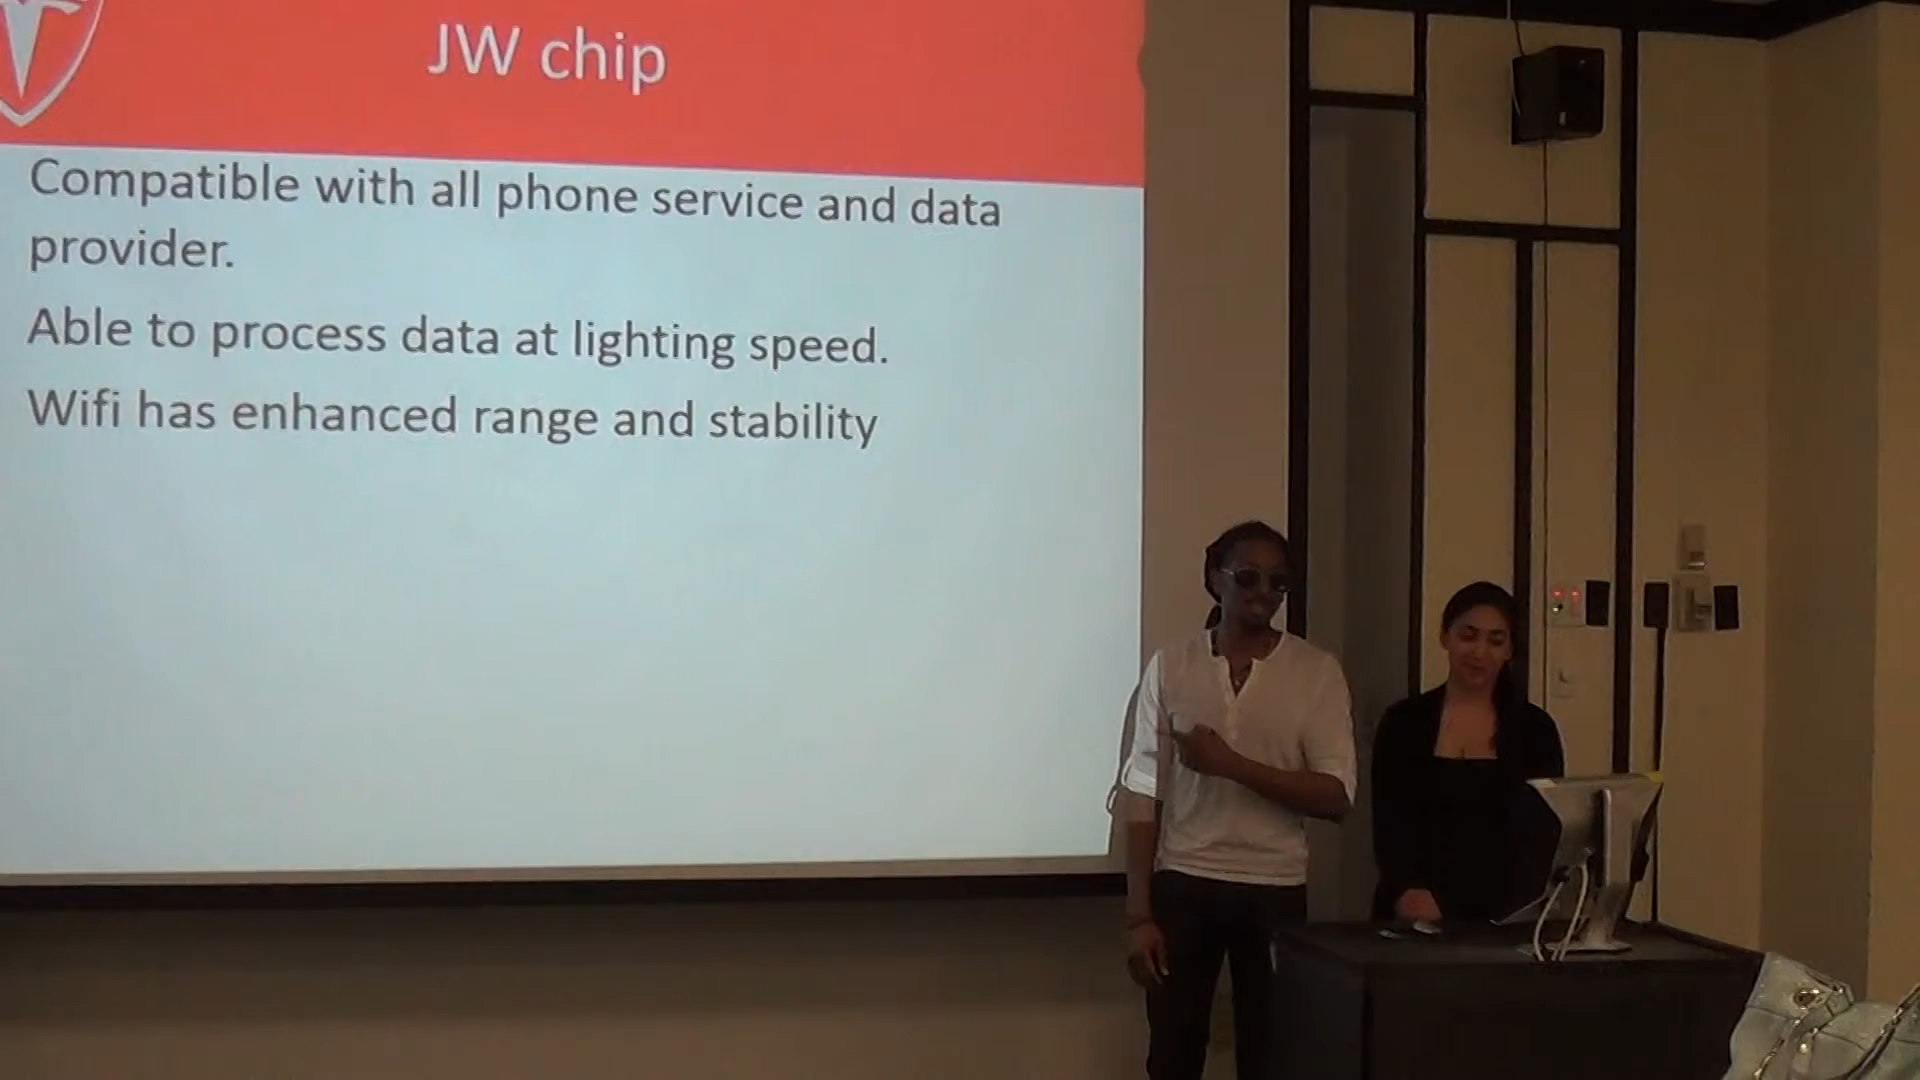 JW chip
Compatible with all phone service and data
provider.
Able to process data at lighting speed.
Wifi has enhanced range and stability